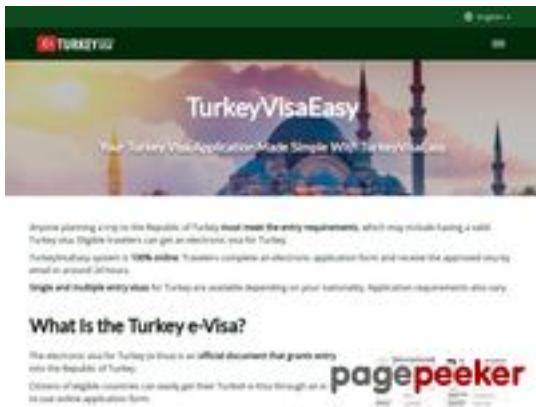 English
TURKEY
TurkeyVisaEasy
Your Turkey Visa Application Made Simple With TurkeyVisaEasy
Anyone planning a trip to the Republic of Turkey must meet the entry requirements, which may include having a valid
Turkey visa. Eligible travelers can get an electronic visa for Turkey.
TurkeyVisaEasy system is 100% online. Travelers complete an electronic application form and receive the approved visa by
email in around 24 hours.
Single and multiple entry visas for Turkey are available depending on your nationality. Application requirements also vary.
What Is the Turkey e-Visa?
The electronic visa for Turkey (e-Visa) is an official document that grants entry
into the Republic of Turkey.
Citizens of eligible countries can easily get their Turkish e-Visa through an
to use online application form.
pagepeeker